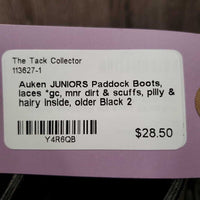 The Tack Collector
113627-1
Auken JUNIORS Paddock Boots,
laces *gc, mnr dirt & scuffs, pilly &
hairy inside, older Black 2
Y4R6QB
$28.50